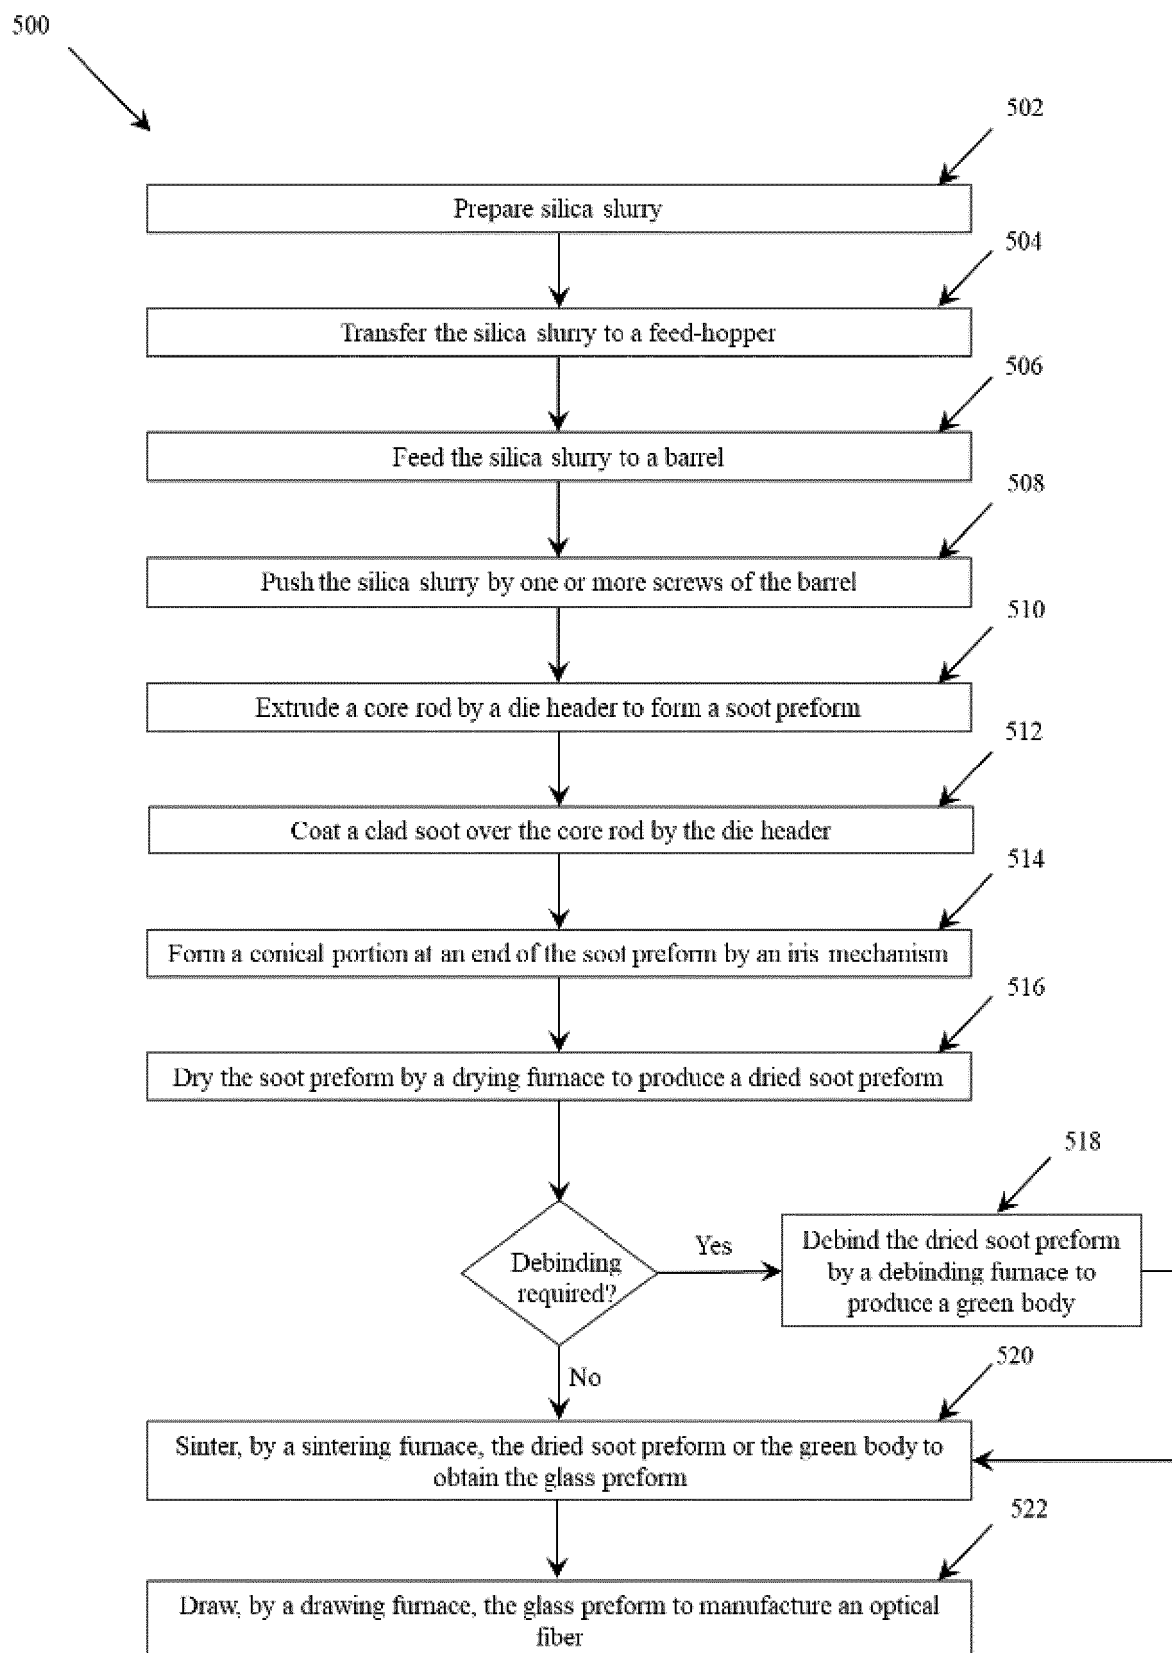 500
502
Prepare silica slurry
504
Transfer the silica slurry to a feed-hopper
506
Feed the silica slurry to a barrel
508
Push the silica slurry by one or more screws of the barrel
510
Extrude a core rod by a die header to form a soot preform
512
Coat a clad soot over the core rod by the die header
514
Form a conical portion at an end of the soot preform by an iris mechanism
516
Dry the soot preform by a drying furnace to produce a dried soot preform
518
Debinding
required?
Yes
Debind the dried soot preform
by a debinding furnace to
produce a green body
No
520
Sinter, by a sintering furnace, the dried soot preform or the green body to
obtain the glass preform
522
Draw, by a drawing furnace, the glass preform to manufacture an optical
fiber